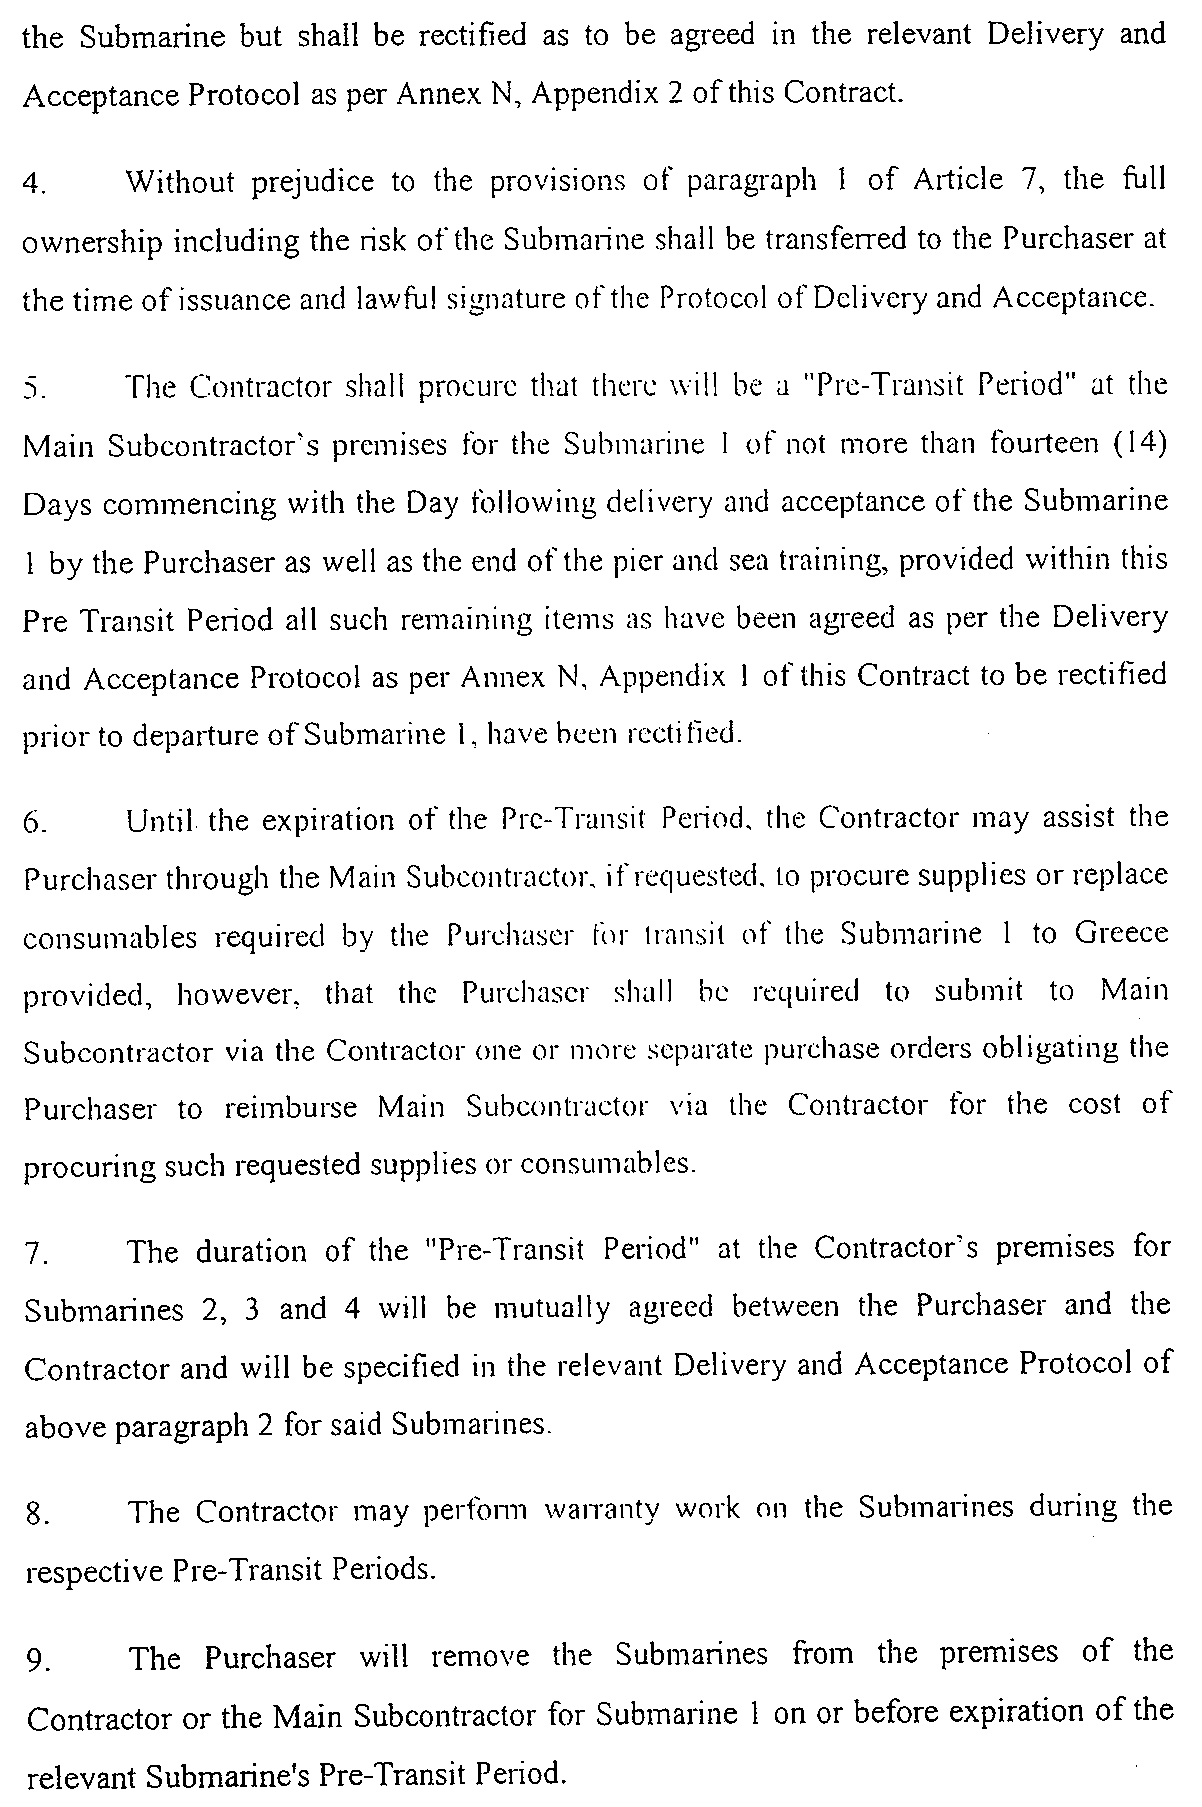 the Submarine but shall be rectified as to be agreed in the relevant Delivery and
Acceptance Protocol as per Annex N, Appendix 2 of this Contract.
4. Without prejudice to the provisions of paragraph 1 of Article 7, the full
ownership including the risk of the Submarine shall be transferred to the Purchaser at
the time of issuance and lawful signature of the Protocol of Delivery and Acceptance.
5. The Contractor shall procure that there will be a "Pre-Transit Period" at the
Main Subcontractor's premises for the Submarine 1 of not more than fourteen (14)
Days commencing with the Day following delivery and acceptance of the Submarine
1 by the Purchaser as well as the end of the pier and sea training, provided within this
Pre Transit Period all such remaining items as have been agreed as per the Delivery
and Acceptance Protocol as per Annex N, Appendix 1 of this Contract to be rectified
prior to departure of Submarine 1, have been rectified.
6. Until the expiration of the Pre-Transit Period, the Contractor may assist the
Purchaser through the Main Subcontractor, if requested, to procure supplies or replace
consumables required by the Purchaser for transit of the Submarine 1 to Greece
provided, however, that the Purchaser shall be required to submit to Main
Subcontractor via the Contractor one or more separate purchase orders obligating the
Purchaser to reimburse Main Subcontractor via the Contractor for the cost of
procuring such requested supplies or consumables.
7. The duration of the "Pre-Transit Period" at the Contractor's premises for
Submarines 2, 3 and 4 will be mutually agreed between the Purchaser and the
Contractor and will be specified in the relevant Delivery and Acceptance Protocol of
above paragraph 2 for said Submarines.
8. The Contractor may perform warranty work on the Submarines during the
respective Pre-Transit Periods.
9. The Purchaser will remove the Submarines from the premises of the
Contractor or the Main Subcontractor for Submarine 1 on or before expiration of the
relevant Submarine's Pre-Transit Period.